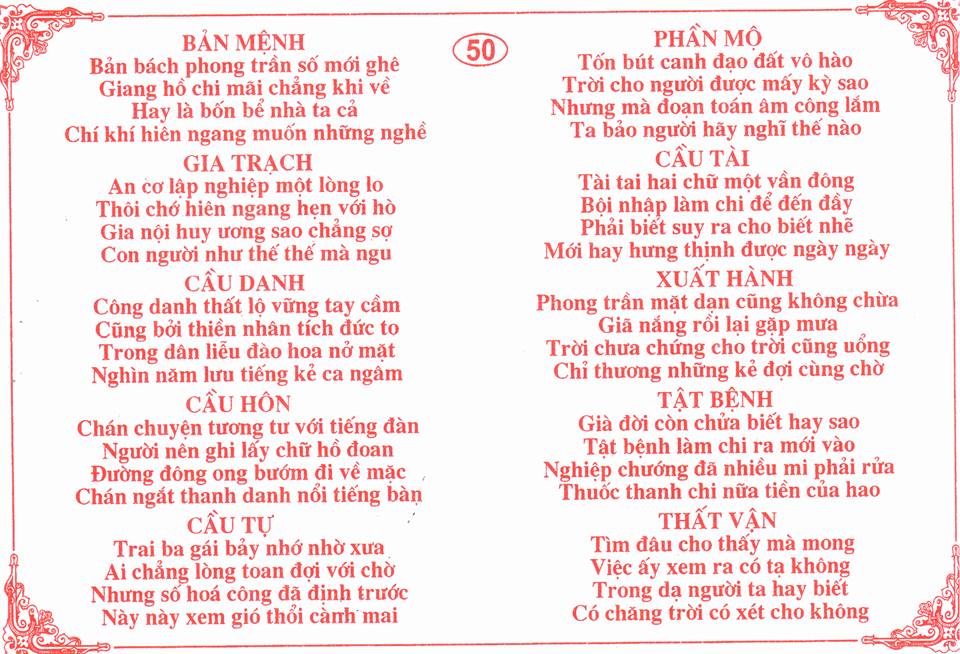 50
BẢN MỆNH
Bản bách phong trần số mới ghê
Giang hồ chi mãi chẳng khi về
Hay là bốn bể nhà ta cả
Chí khí hiên ngang muốn những nghề
GIA TRẠCH
An cơ lập nghiệp một lòng lo
Thôi chớ hiên ngang hẹn với hò
Gia nội huy ương sao chẳng sợ
Con người như thế thế mà ngu
CẦU DANH
Công danh thất lộ vững tay cầm
Cũng bởi thiền nhân tích đức to
Trong dân liễu đào hoa nở mặt
Nghìn năm lưu tiếng kẻ ca ngâm
CẦU HÔN
Chán chuyện tương tư với tiếng đàn
Người nên ghi lấy chữ hồ đoan
Đường đông ong bướm đi về mặc
Chán ngắt thanh danh nổi tiếng bàn
CẦU TỰ
Trai ba gái bảy nhớ nhờ xưa
Ai chẳng lòng toan đợi với chờ
Nhưng số hoá công đã định trước
Này này xem gió thổi cành mai
PHẦN MỘ
Tốn bút canh đạo đất vô hào
Trời cho người được mấy kỳ sao
Nhưng mà đoạn toán âm công lắm
Ta bảo người hãy nghĩ thế nào
CẦU TÀI
Tài tai hai chữ một vần đông
Bội nhập làm chi để đến đầy
Phải biết suy ra cho biết nhẽ
Mới hay hưng thịnh được ngày ngày
XUẤT HÀNH
Phong trần mặt dạn cũng không chừa
Giã nắng rồi lại gặp mưa
Trời chưa chứng cho trời cũng uổng
Chỉ thương những kẻ đợi cùng chờ
TẬT BỆNH
Già đời còn chửa biết hay sao
Tật bệnh làm chi ra mới vào
Nghiệp chướng đã nhiều mi phải rửa
Thuốc thanh chi nữa tiền của hao
THẤT VẬN
Tìm đâu cho thấy mà mong
Việc ấy xem ra có tạ không
Trong dạ người ta hay biết
Có chăng trời có xét cho không